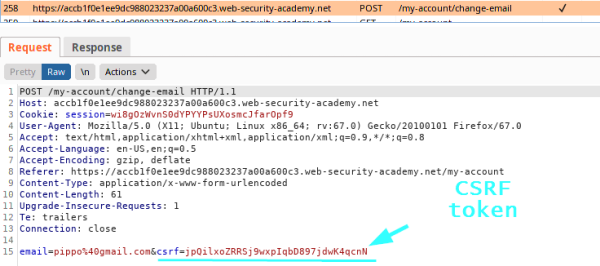 258 https://accb1f0e1ee9dc988023237a00a600c3.web-security-academy.net POST /my-account/change-email ✓
Request Response
Pretty Raw \n Actions
1 POST /my-account/change-email HTTP/1.1
2 Host: accb1f0e1ee9dc988023237a00a600c3.web-security-academy.net
3 Cookie: session=wi8gOzWvnS0dYPYYPsUXosmcJfarOpf9
4 User-Agent: Mozilla/5.0 (X11; Ubuntu; Linux x86_64; rv:67.0) Gecko/20100101 Firefox/67.0
5 Accept: text/html,application/xhtml+xml,application/xml;q=0.9,*/*;q=0.8
6 Accept-Language: en-US,en;q=0.5
7 Accept-Encoding: gzip, deflate
8 Referer: https://accb1f0e1ee9dc988023237a00a600c3.web-security-academy.net/my-account
9 Content-Type: application/x-www-form-urlencoded
10 Content-Length: 61
11 Upgrade-Insecure-Requests: 1
12 Te: trailers
13 Connection: close
14
15 email=pippo%40gmail.com&csrf=jpQilxoZRRSj9wxpIqbD897jdwK4qcnN
CSRF
token